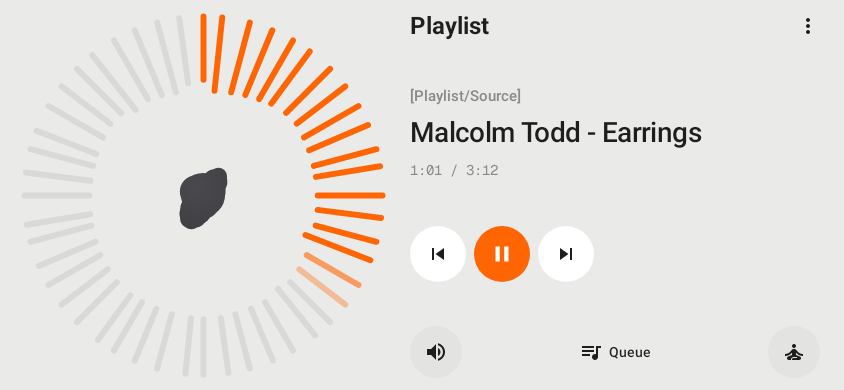 Playlist
[Playlist/Source]
Malcolm Todd - Earrings
1:01 / 3:12
Queue